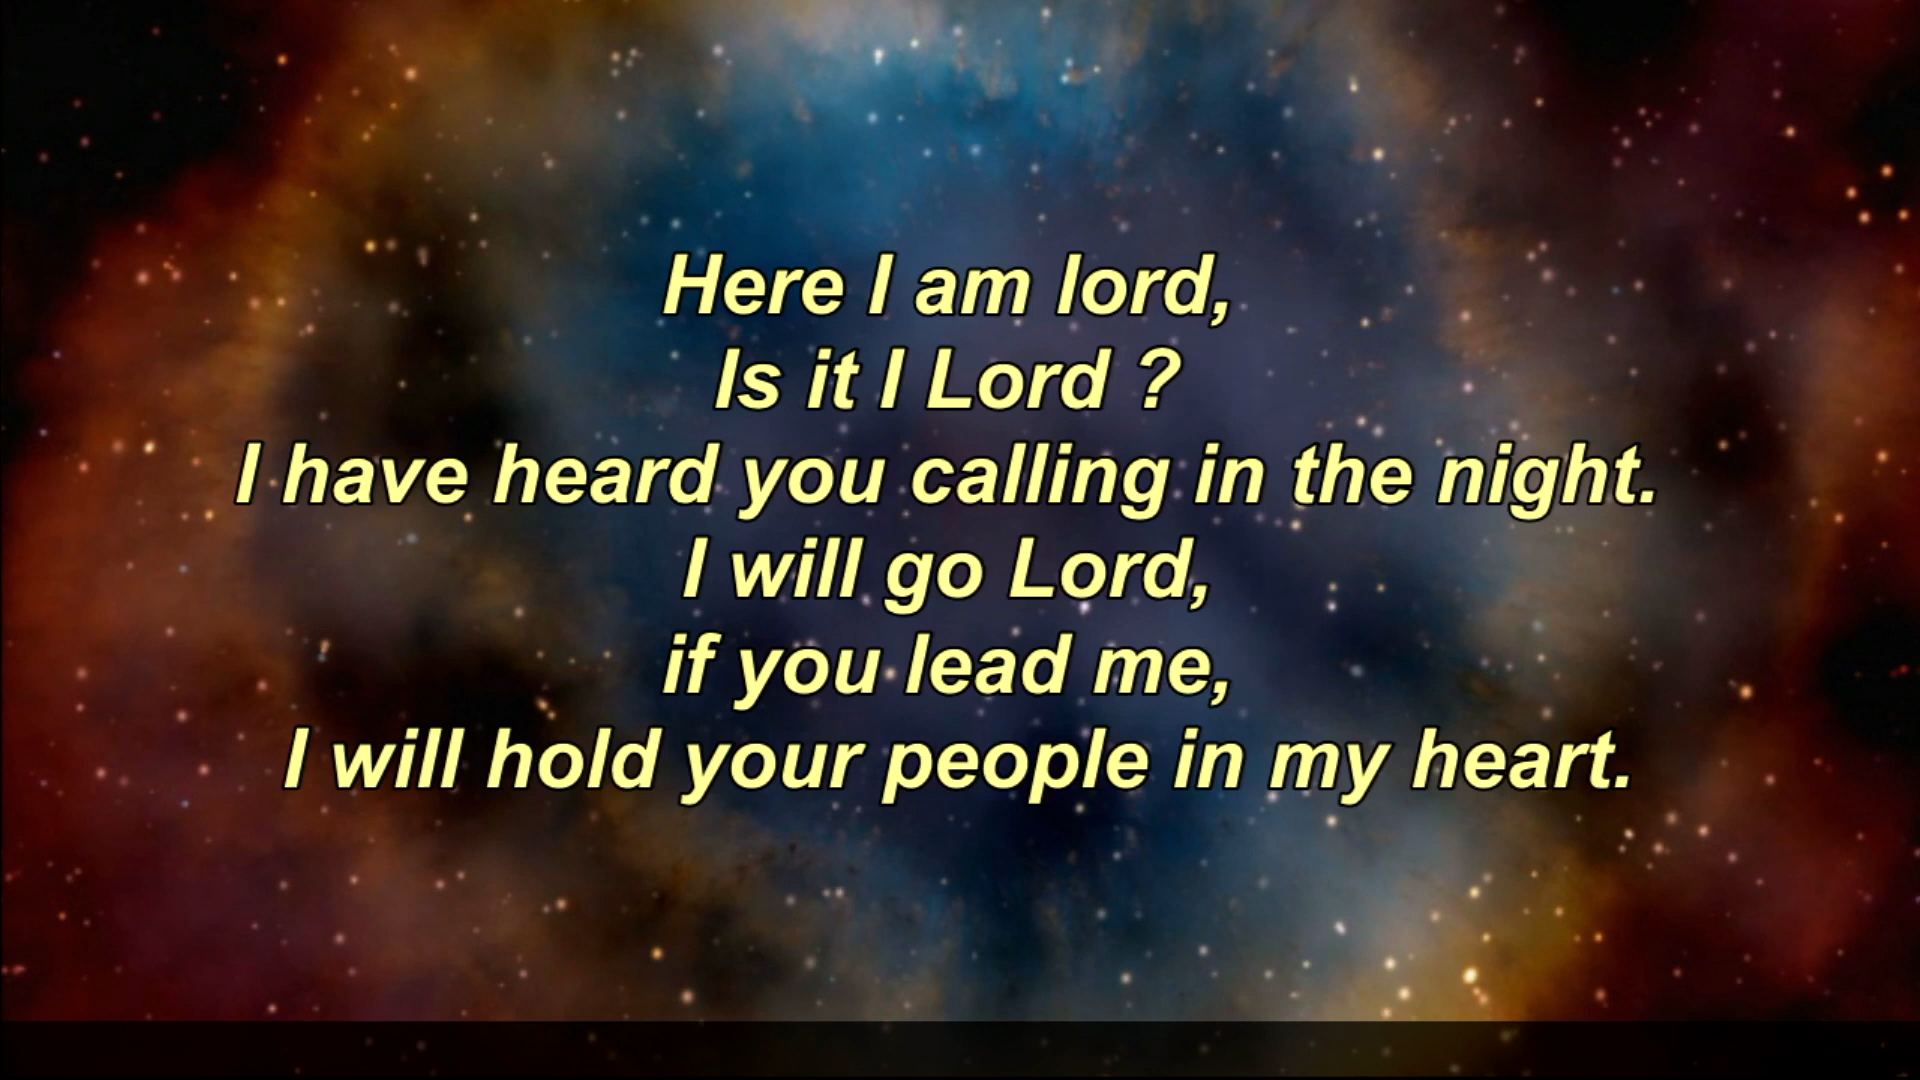 Here I am lord,
Is it I Lord ?
I have heard you calling in the night.
I will go Lord,
if you lead me,
I will hold your people in my heart.